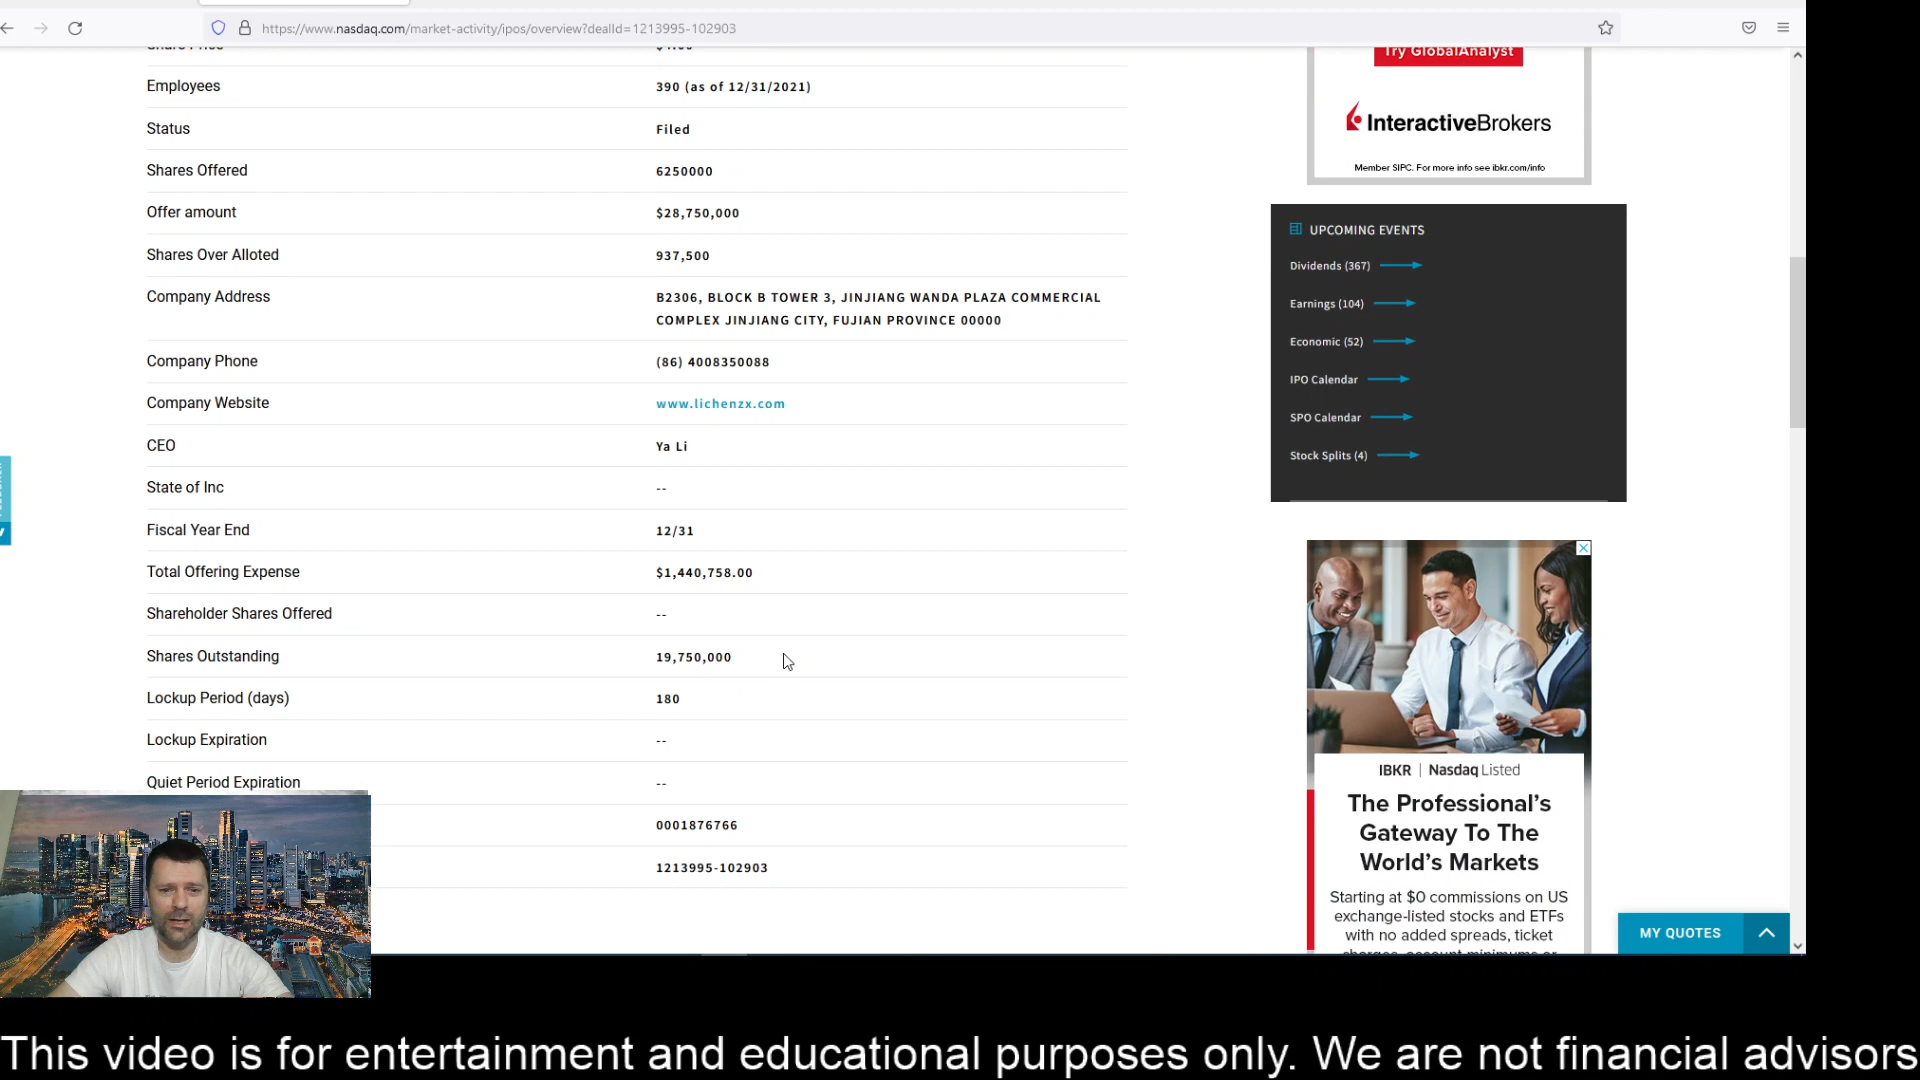 https://www.nasdaq.com/market-activity/ipos/overview?dealId=1213995-102903
Employees 390 (as of 12/31/2021)
Status Filed
Shares Offered 6250000
Offer amount $28,750,000
Shares Over Alloted 937,500
Company Address B2306, BLOCK B TOWER 3, JINJIANG WANDA PLAZA COMMERCIAL
COMPLEX JINJIANG CITY, FUJIAN PROVINCE 00000
Company Phone (86) 4008350088
Company Website www.lichenzx.com
CEO Ya Li
State of Inc --
Fiscal Year End 12/31
Total Offering Expense $1,440,758.00
Shareholder Shares Offered --
Shares Outstanding 19,750,000
Lockup Period (days) 180
Lockup Expiration --
Quiet Period Expiration --
0001876766
1213995-102903
Try GlobalAnalyst
InteractiveBrokers
Member SIPC. For more info see ibkr.com/info
UPCOMING EVENTS
Dividends (367)
Earnings (104)
Economic (52)
IPO Calendar
SPO Calendar
Stock Splits (4)
IBKR | Nasdaq Listed
The Professional's
Gateway To The
World's Markets
Starting at $0 commissions on US
exchange-listed stocks and ETFs
with no added spreads, ticket
MY QUOTES
This video is for entertainment and educational purposes only. We are not financial advisors